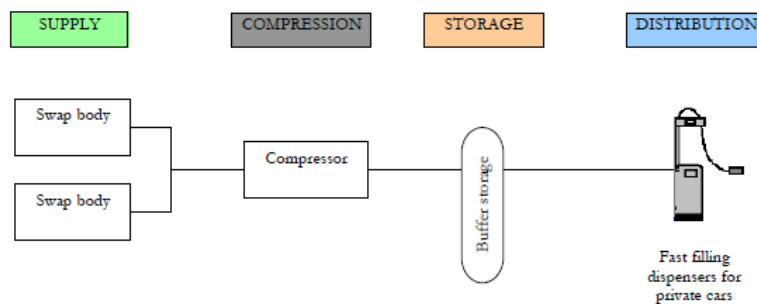 SUPPLY
COMPRESSION
STORAGE
DISTRIBUTION
Swap body
Swap body
Compressor
Buffer storage
Fast filling
dispensers for
private cars